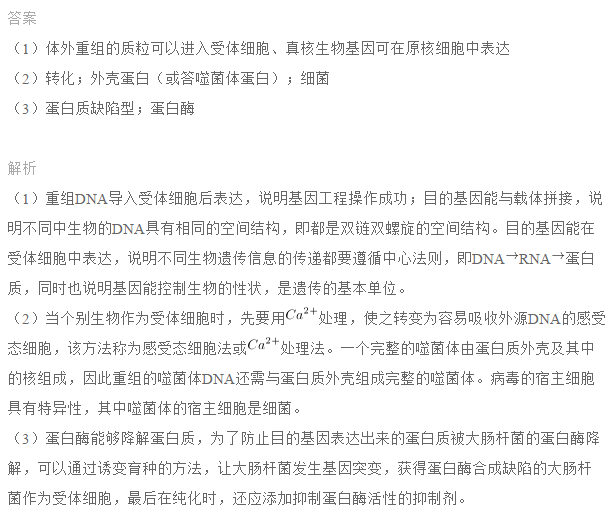 答案
（1）体外重组的质粒可以进入受体细胞、真核生物基因可在原核细胞中表达
（2）转化；外壳蛋白（或答噬菌体蛋白）；细菌
（3）蛋白质缺陷型；蛋白酶
解析
（1）重组DNA导入受体细胞后表达，说明基因工程操作成功；目的基因能与载体拼接，说
明不同中生物的DNA具有相同的空间结构，即都是双链双螺旋的空间结构。目的基因能在
受体细胞中表达，说明不同生物遗传信息的传递都要遵循中心法则，即DNA→RNA→蛋白
质，同时也说明基因能控制生物的性状，是遗传的基本单位。
（2）当个别生物作为受体细胞时，先要用Ca²⁺处理，使之转变为容易吸收外源DNA的感受
态细胞，该方法称为感受态细胞法或Ca²⁺处理法。一个完整的噬菌体由蛋白质外壳及其中
的核组成，因此重组的噬菌体DNA还需与蛋白质外壳组成完整的噬菌体。病毒的宿主细胞
具有特异性，其中噬菌体的宿主细胞是细菌。
（3）蛋白酶能够降解蛋白质，为了防止目的基因表达出来的蛋白质被大肠杆菌的蛋白酶降
解，可以通过诱变育种的方法，让大肠杆菌发生基因突变，获得蛋白酶合成缺陷的大肠杆
菌作为受体细胞，最后在纯化时，还应添加抑制蛋白酶活性的抑制剂。